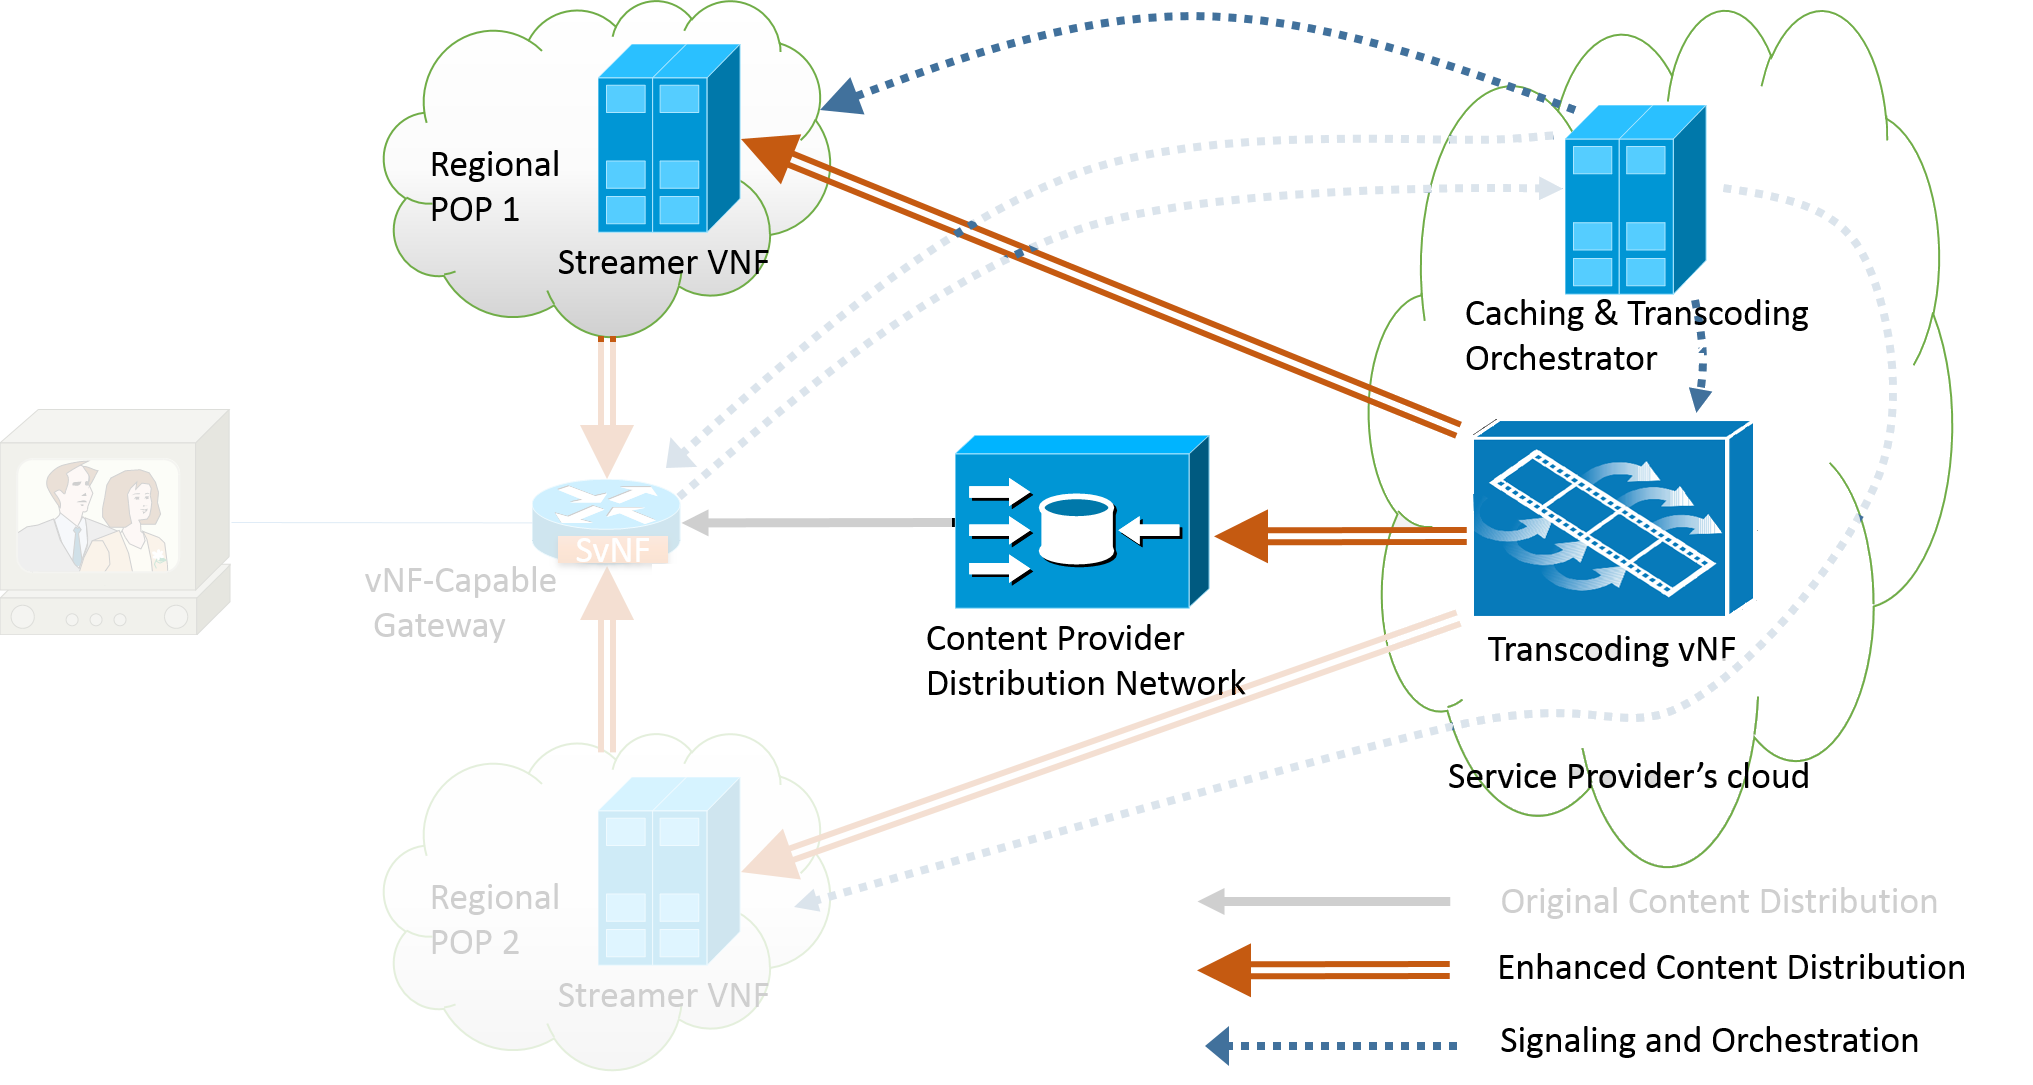 Regional
POP 1
Streamer VNF
Caching & Transcoding
Orchestrator
SvNF
vNF-Capable
Gateway
Content Provider
Distribution Network
Transcoding vNF
Service Provider’s cloud
Regional
POP 2
Streamer VNF
Original Content Distribution
Enhanced Content Distribution
Signaling and Orchestration